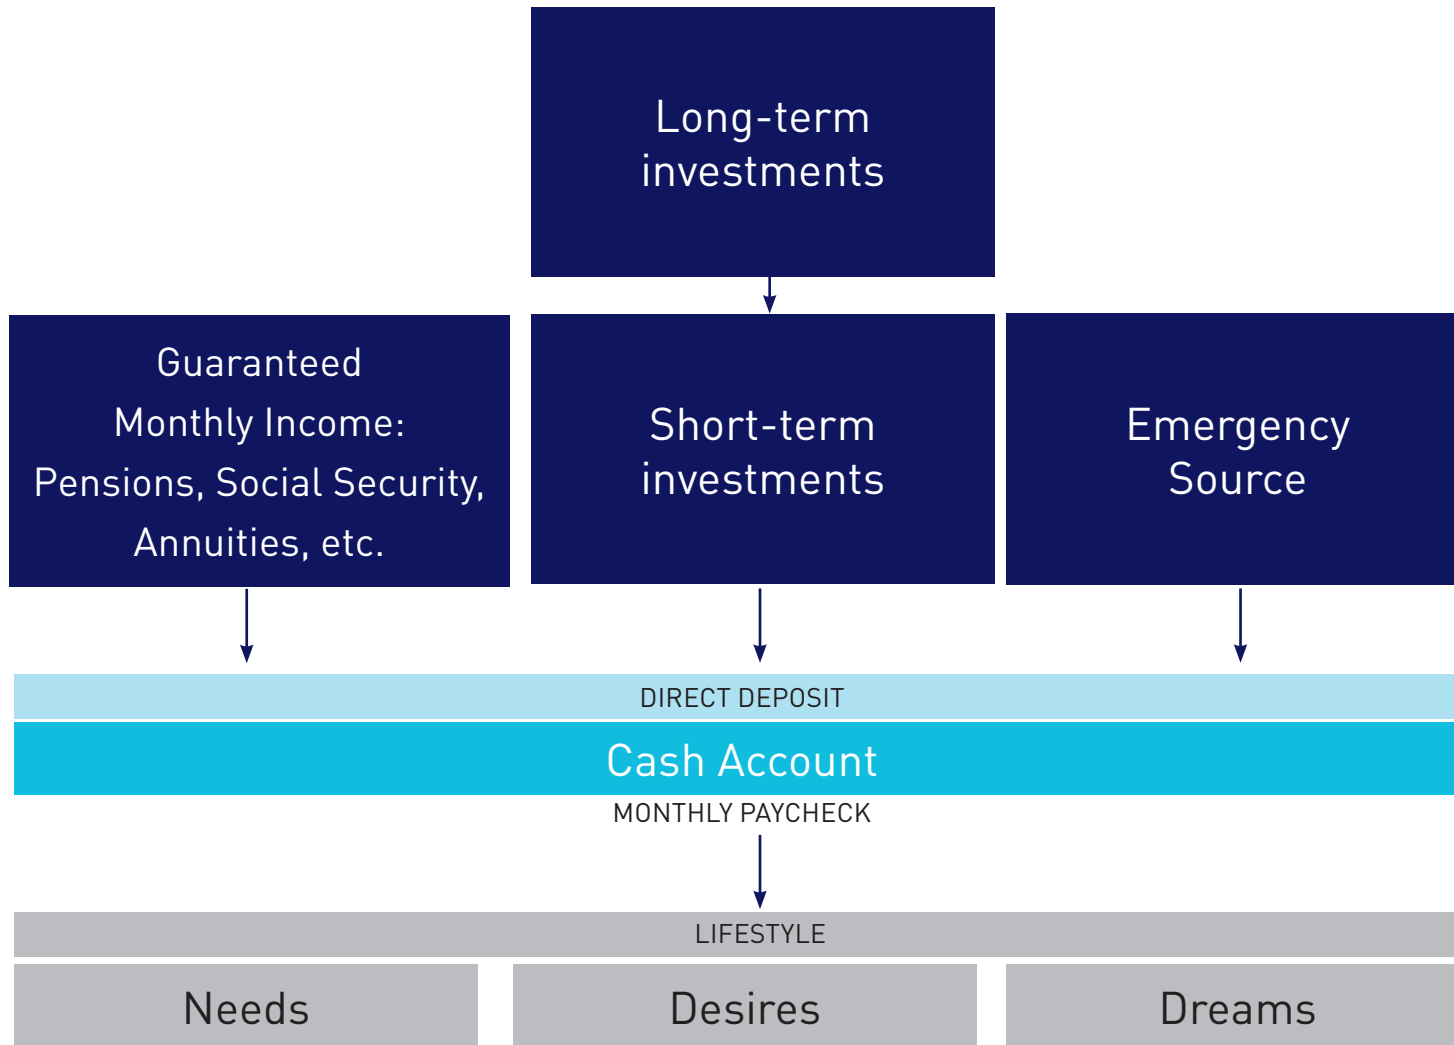 Long-term
investments
Guaranteed
Monthly Income:
Pensions, Social Security,
Annuities, etc.
Short-term
investments
Emergency
Source
DIRECT DEPOSIT
Cash Account
MONTHLY PAYCHECK
LIFESTYLE
Needs
Desires
Dreams